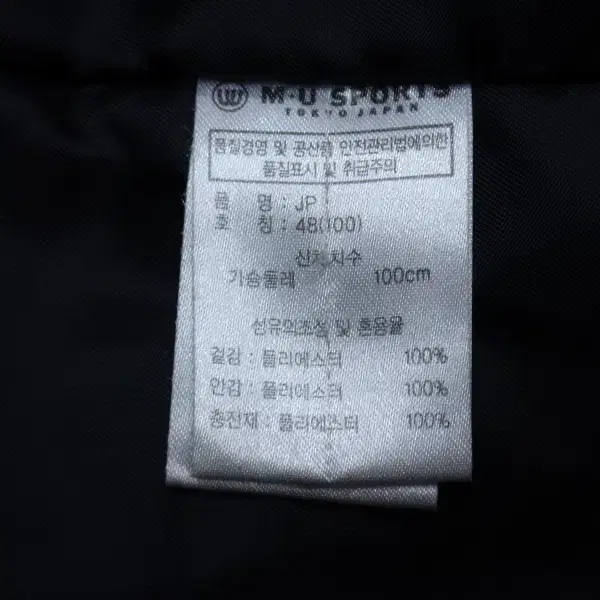 M·U SPORTS
TOKYO JAPAN
품질경영 및 공산품 안전관리법에의한
품질표시 및 취급주의
품 명 : JP
호 칭 : 48(100)
신체치수
가슴둘레 100cm
섬유의조성 및 혼용율
겉감 : 폴리에스터 100%
안감 : 폴리에스터 100%
충전재 : 폴리에스터 100%